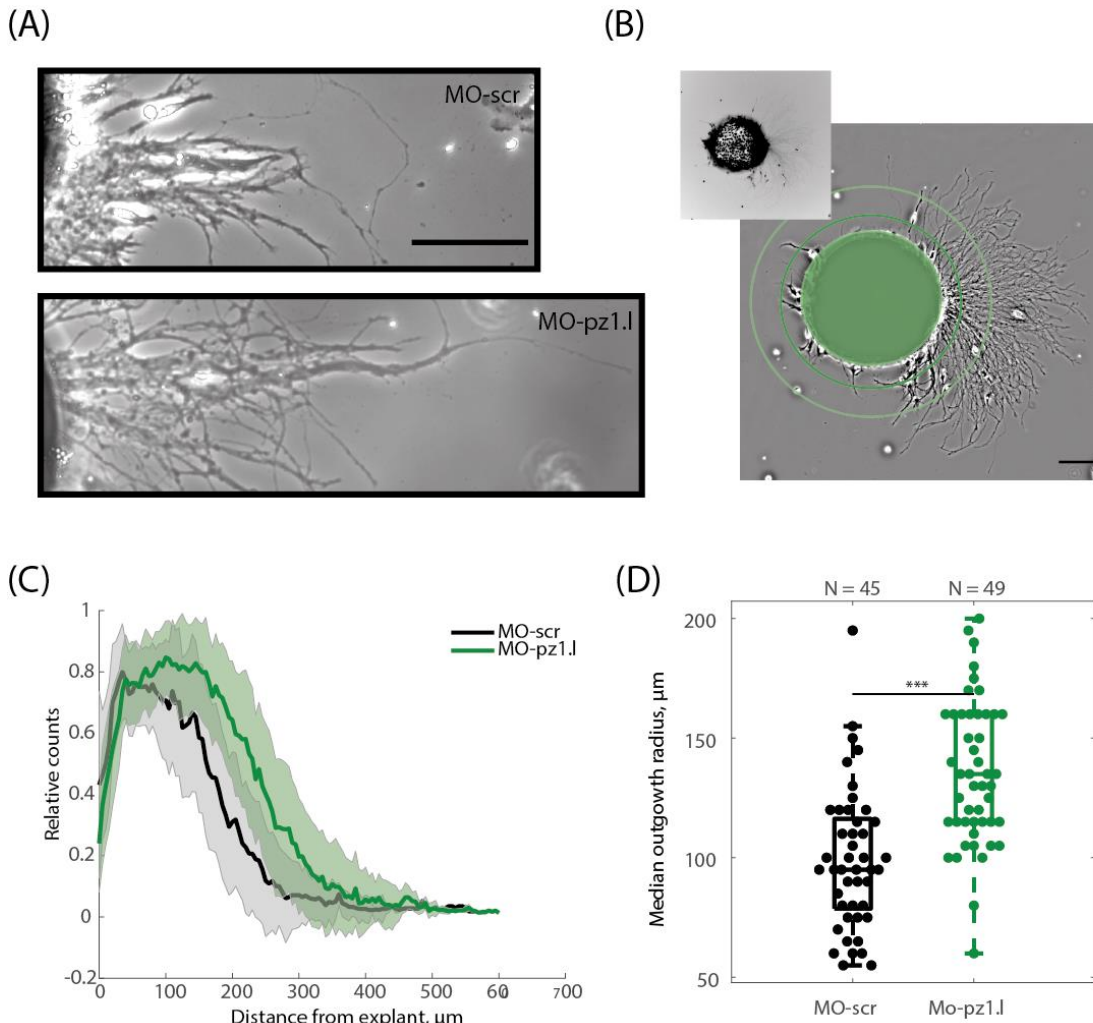 (A)
MO-scr
MO-pz1.l
(B)
(C)
1
0.8
0.6
0.4
0.2
0
-0.2
Relative counts
MO-scr
MO-pz1.l
0 100 200 300 400 500 600 700
Distance from explant, µm
(D)
N = 45 N = 49
200
150
100
50
Median outgowth radius, µm
***
MO-scr Mo-pz1.l